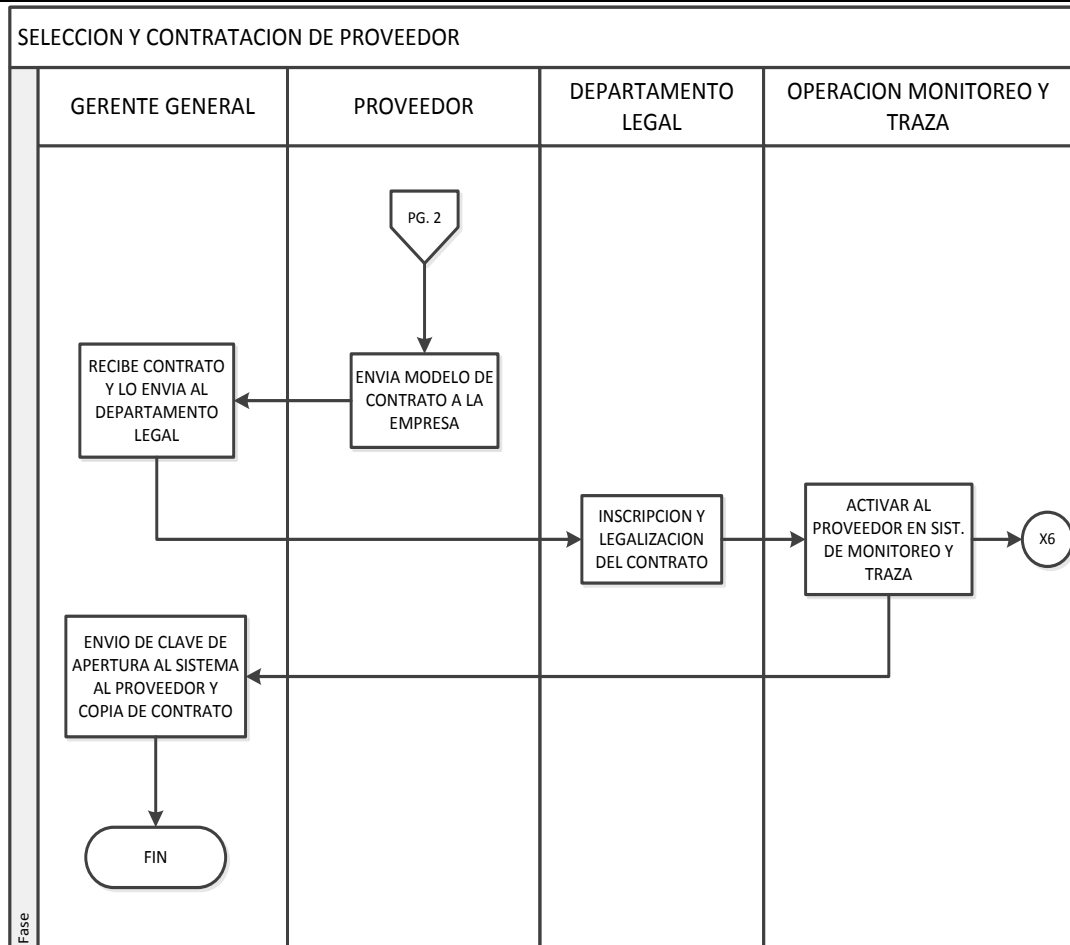 SELECCION Y CONTRATACION DE PROVEEDOR
GERENTE GENERAL
PROVEEDOR
DEPARTAMENTO
LEGAL
OPERACION MONITOREO Y
TRAZA
PG. 2
RECIBE CONTRATO
Y LO ENVIA AL
DEPARTAMENTO
LEGAL
ENVIA MODELO DE
CONTRATO A LA
EMPRESA
INSCRIPCION Y
LEGALIZACION
DEL CONTRATO
ACTIVAR AL
PROVEEDOR EN SIST.
DE MONITOREO Y
TRAZA
X6
ENVIO DE CLAVE DE
APERTURA AL SISTEMA
AL PROVEEDOR Y
COPIA DE CONTRATO
FIN
Fase